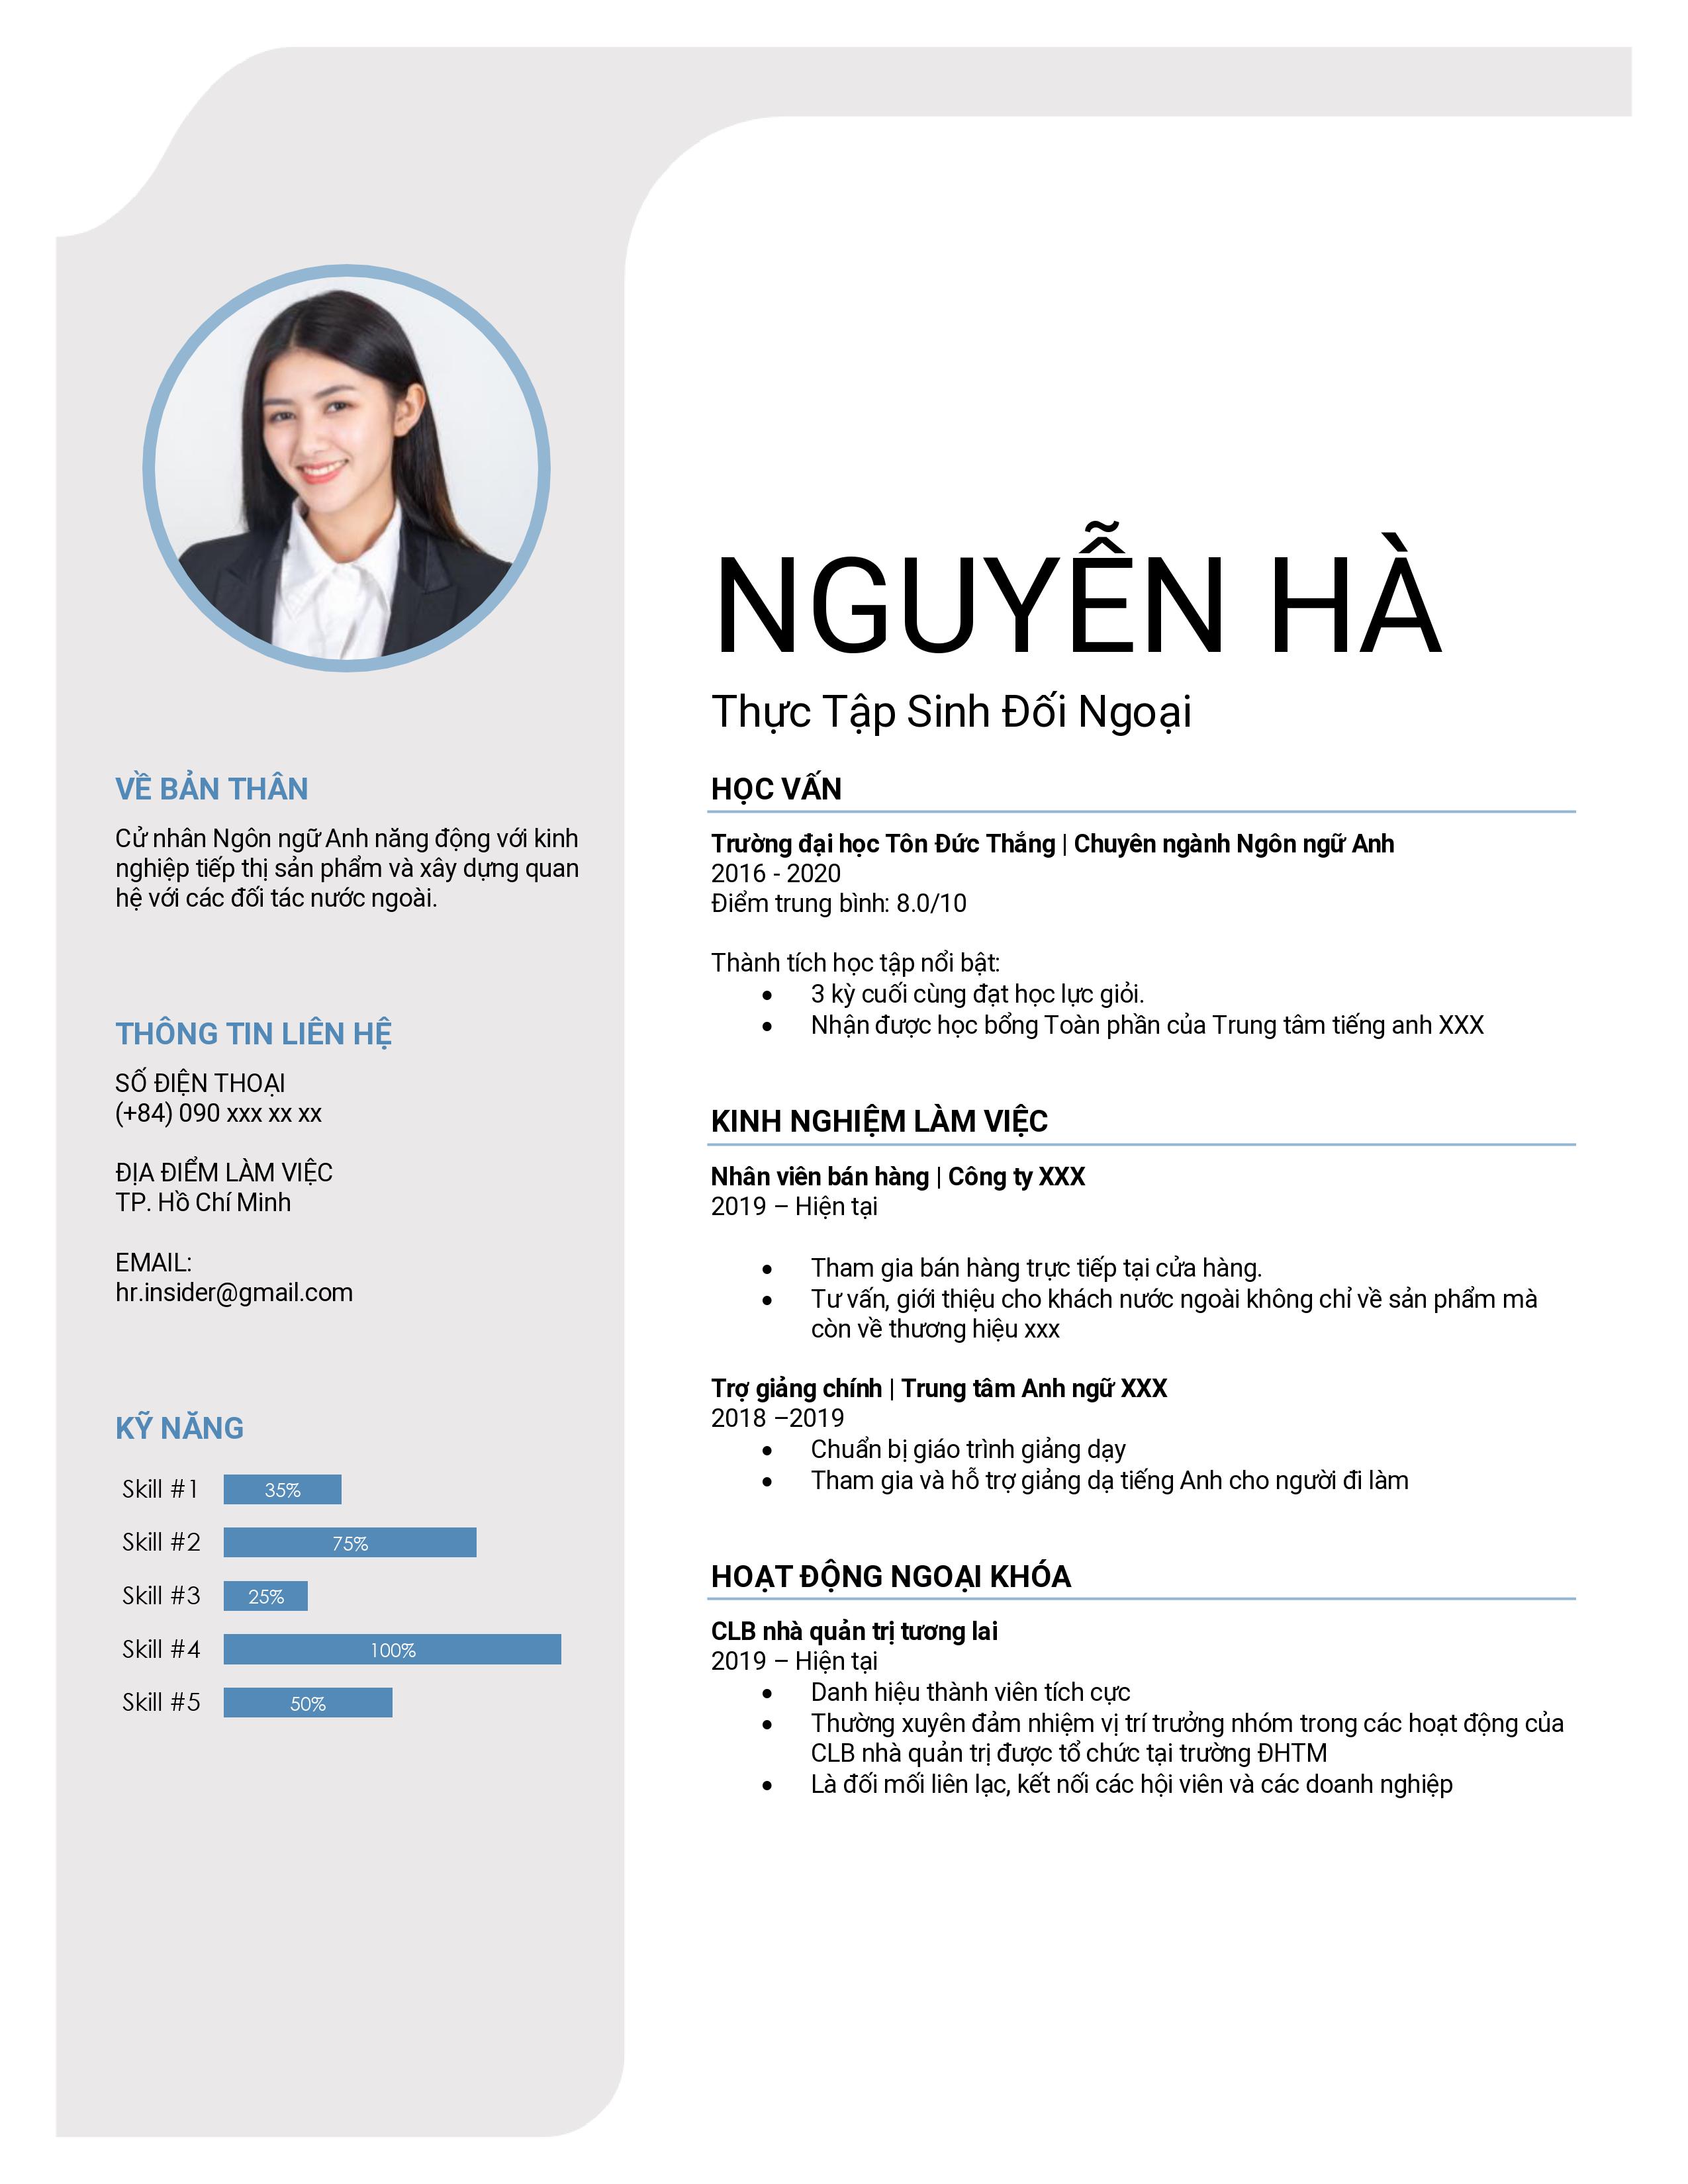 NGUYỄN HÀ
Thực Tập Sinh Đối Ngoại
VỀ BẢN THÂN
Cử nhân Ngôn ngữ Anh năng động với kinh
nghiệp tiếp thị sản phẩm và xây dựng quan
hệ với các đối tác nước ngoài.
THÔNG TIN LIÊN HỆ
SỐ ĐIỆN THOẠI
(+84) 090 xxx xx xx
ĐỊA ĐIỂM LÀM VIỆC
TP. Hồ Chí Minh
EMAIL:
hr.insider@gmail.com
KỸ NĂNG
Skill #1 35%
Skill #2 75%
Skill #3 25%
Skill #4 100%
Skill #5 50%
HỌC VẤN
Trường đại học Tôn Đức Thắng | Chuyên ngành Ngôn ngữ Anh
2016 - 2020
Điểm trung bình: 8.0/10
Thành tích học tập nổi bật:
• 3 kỳ cuối cùng đạt học lực giỏi.
• Nhận được học bổng Toàn phần của Trung tâm tiếng anh XXX
KINH NGHIỆM LÀM VIỆC
Nhân viên bán hàng | Công ty XXX
2019 – Hiện tại
• Tham gia bán hàng trực tiếp tại cửa hàng.
• Tư vấn, giới thiệu cho khách nước ngoài không chỉ về sản phẩm mà
còn về thương hiệu xxx
Trợ giảng chính | Trung tâm Anh ngữ XXX
2018 –2019
• Chuẩn bị giáo trình giảng dạy
• Tham gia và hỗ trợ giảng dạ tiếng Anh cho người đi làm
HOẠT ĐỘNG NGOẠI KHÓA
CLB nhà quản trị tương lai
2019 – Hiện tại
• Danh hiệu thành viên tích cực
• Thường xuyên đảm nhiệm vị trí trưởng nhóm trong các hoạt động của
CLB nhà quản trị được tổ chức tại trường ĐHTM
• Là đối mối liên lạc, kết nối các hội viên và các doanh nghiệp